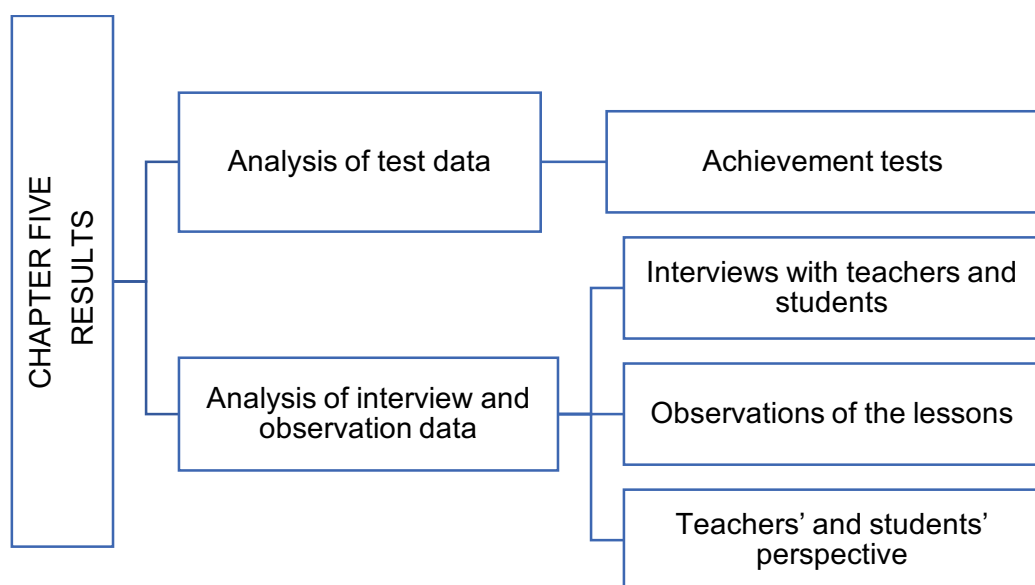 CHAPTER FIVE
RESULTS
Analysis of test data
Achievement tests
Analysis of interview and
observation data
Interviews with teachers and
students
Observations of the lessons
Teachers’ and students’
perspective